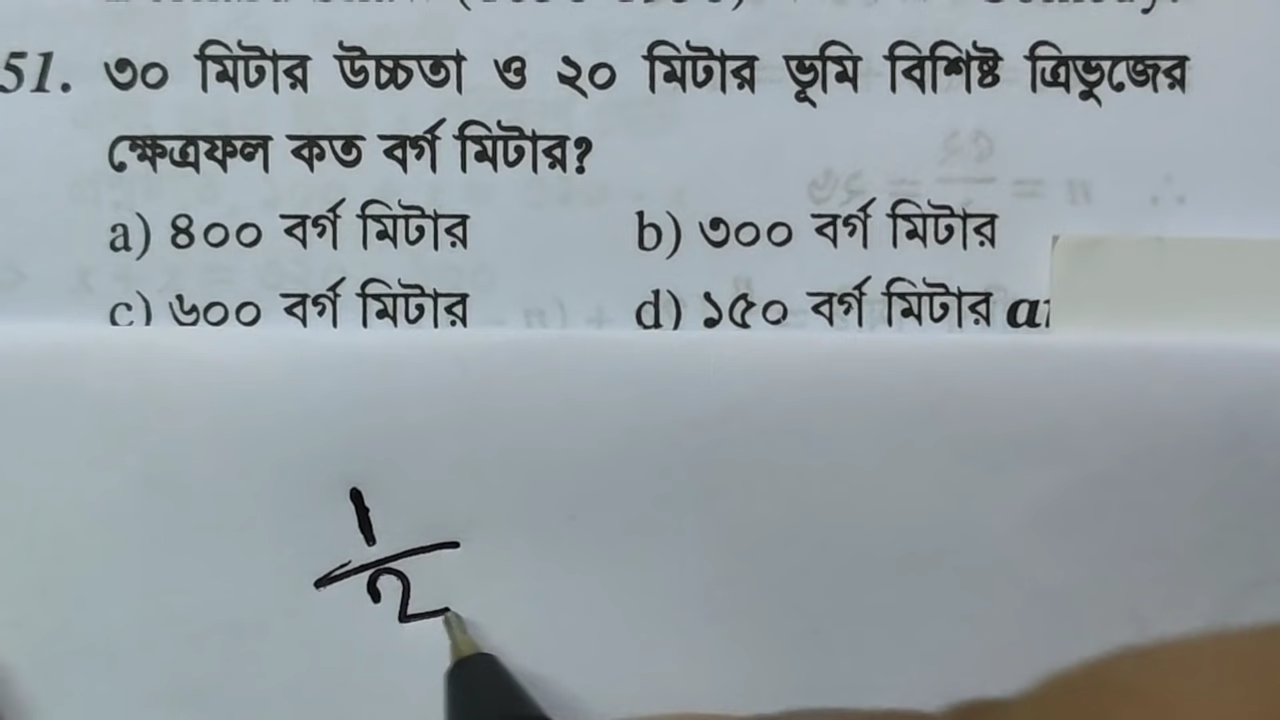 51. ৩০ মিটার উচ্চতা ও ২০ মিটার ভূমি বিশিষ্ট ত্রিভুজের
ক্ষেত্রফল কত বর্গ মিটার?
a) ৪০০ বর্গ মিটার b) ৩০০ বর্গ মিটার
c) ৬০০ বর্গ মিটার d) ১৫০ বর্গ মিটার
1
2